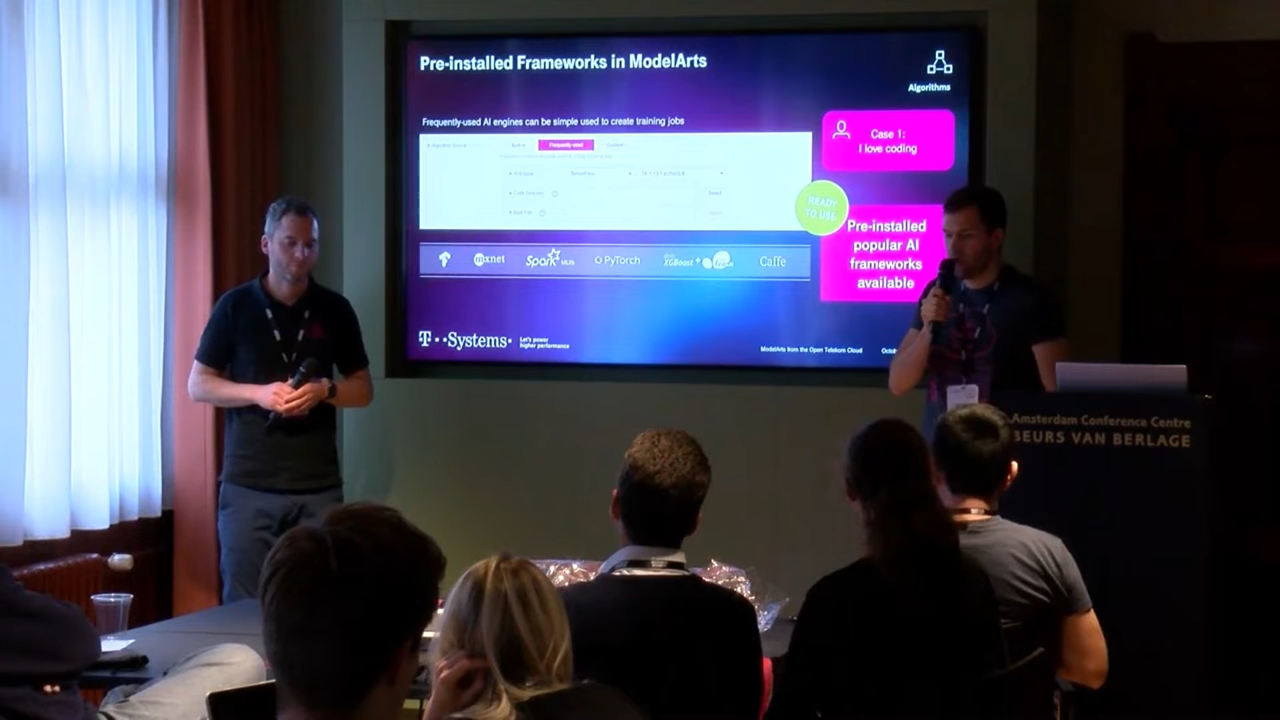 Pre-installed Frameworks in ModelArts
Algorithms
Frequently-used AI engines can be simple used to create training jobs
Case 1:
I love coding
Frequently-used
READY
TO USE
Pre-installed
popular AI
frameworks
available
mxnet
Spark
PyTorch
XGBoost
Caffe
T··Systems·
Let's power
higher performance
ModelArts from the Open Telekom Cloud
Amsterdam Conference Centre
BEURS VAN BERLAGE